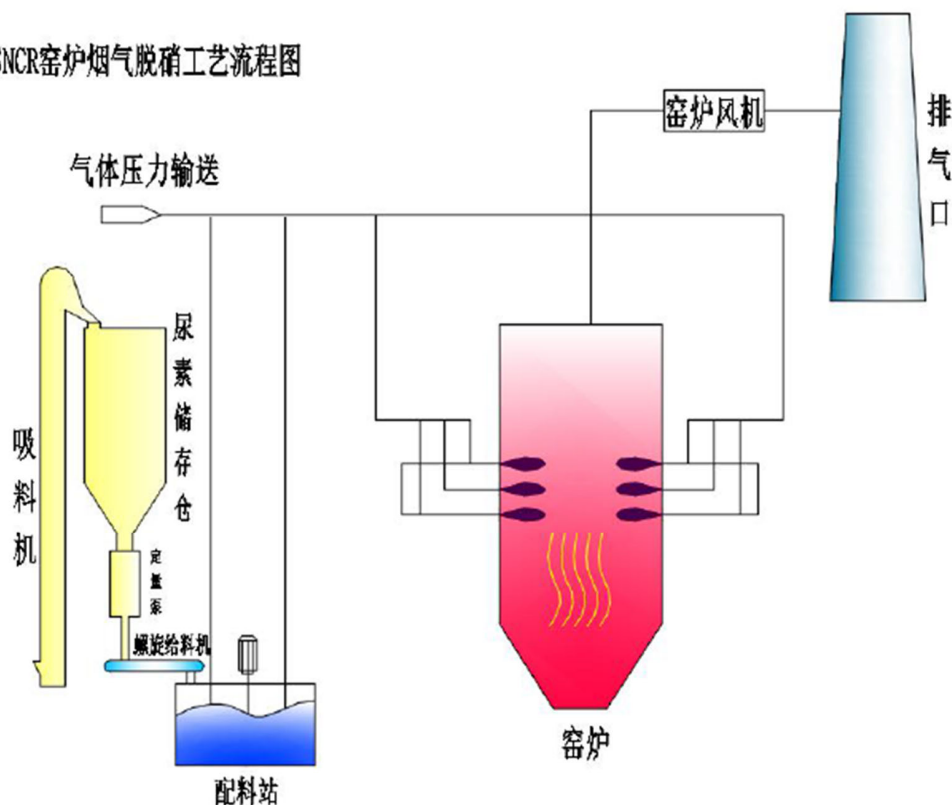 SNCR窑炉烟气脱硝工艺流程图
窑炉风机
排气口
气体压力输送
尿素储存仓
吸料机
定量泵
螺旋给料机
窑炉
配料站